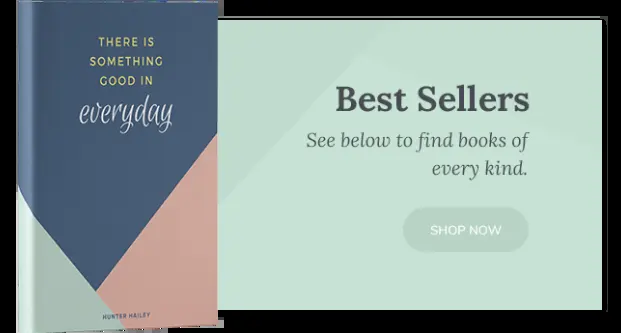 THERE IS
SOMETHING
GOOD IN
everyday
HUNTER HAILEY
Best Sellers
See below to find books of
every kind.
SHOP NOW